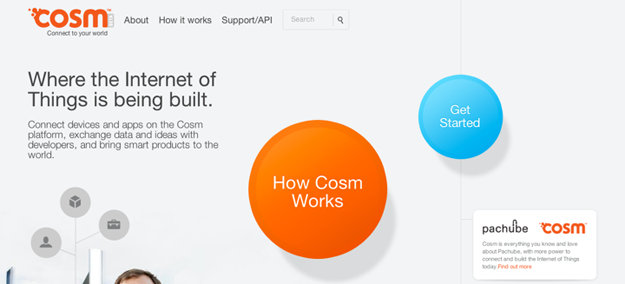 cosm
Connect to your world
About How it works Support/API Search
Where the Internet of
Things is being built.
Connect devices and apps on the Cosm
platform, exchange data and ideas with
developers, and bring smart products to the
world.
Get
Started
How Cosm
Works
pachube cosm
Cosm is everything you know and love
about Pachube, with more power to
connect and build the Internet of Things
today Find out more